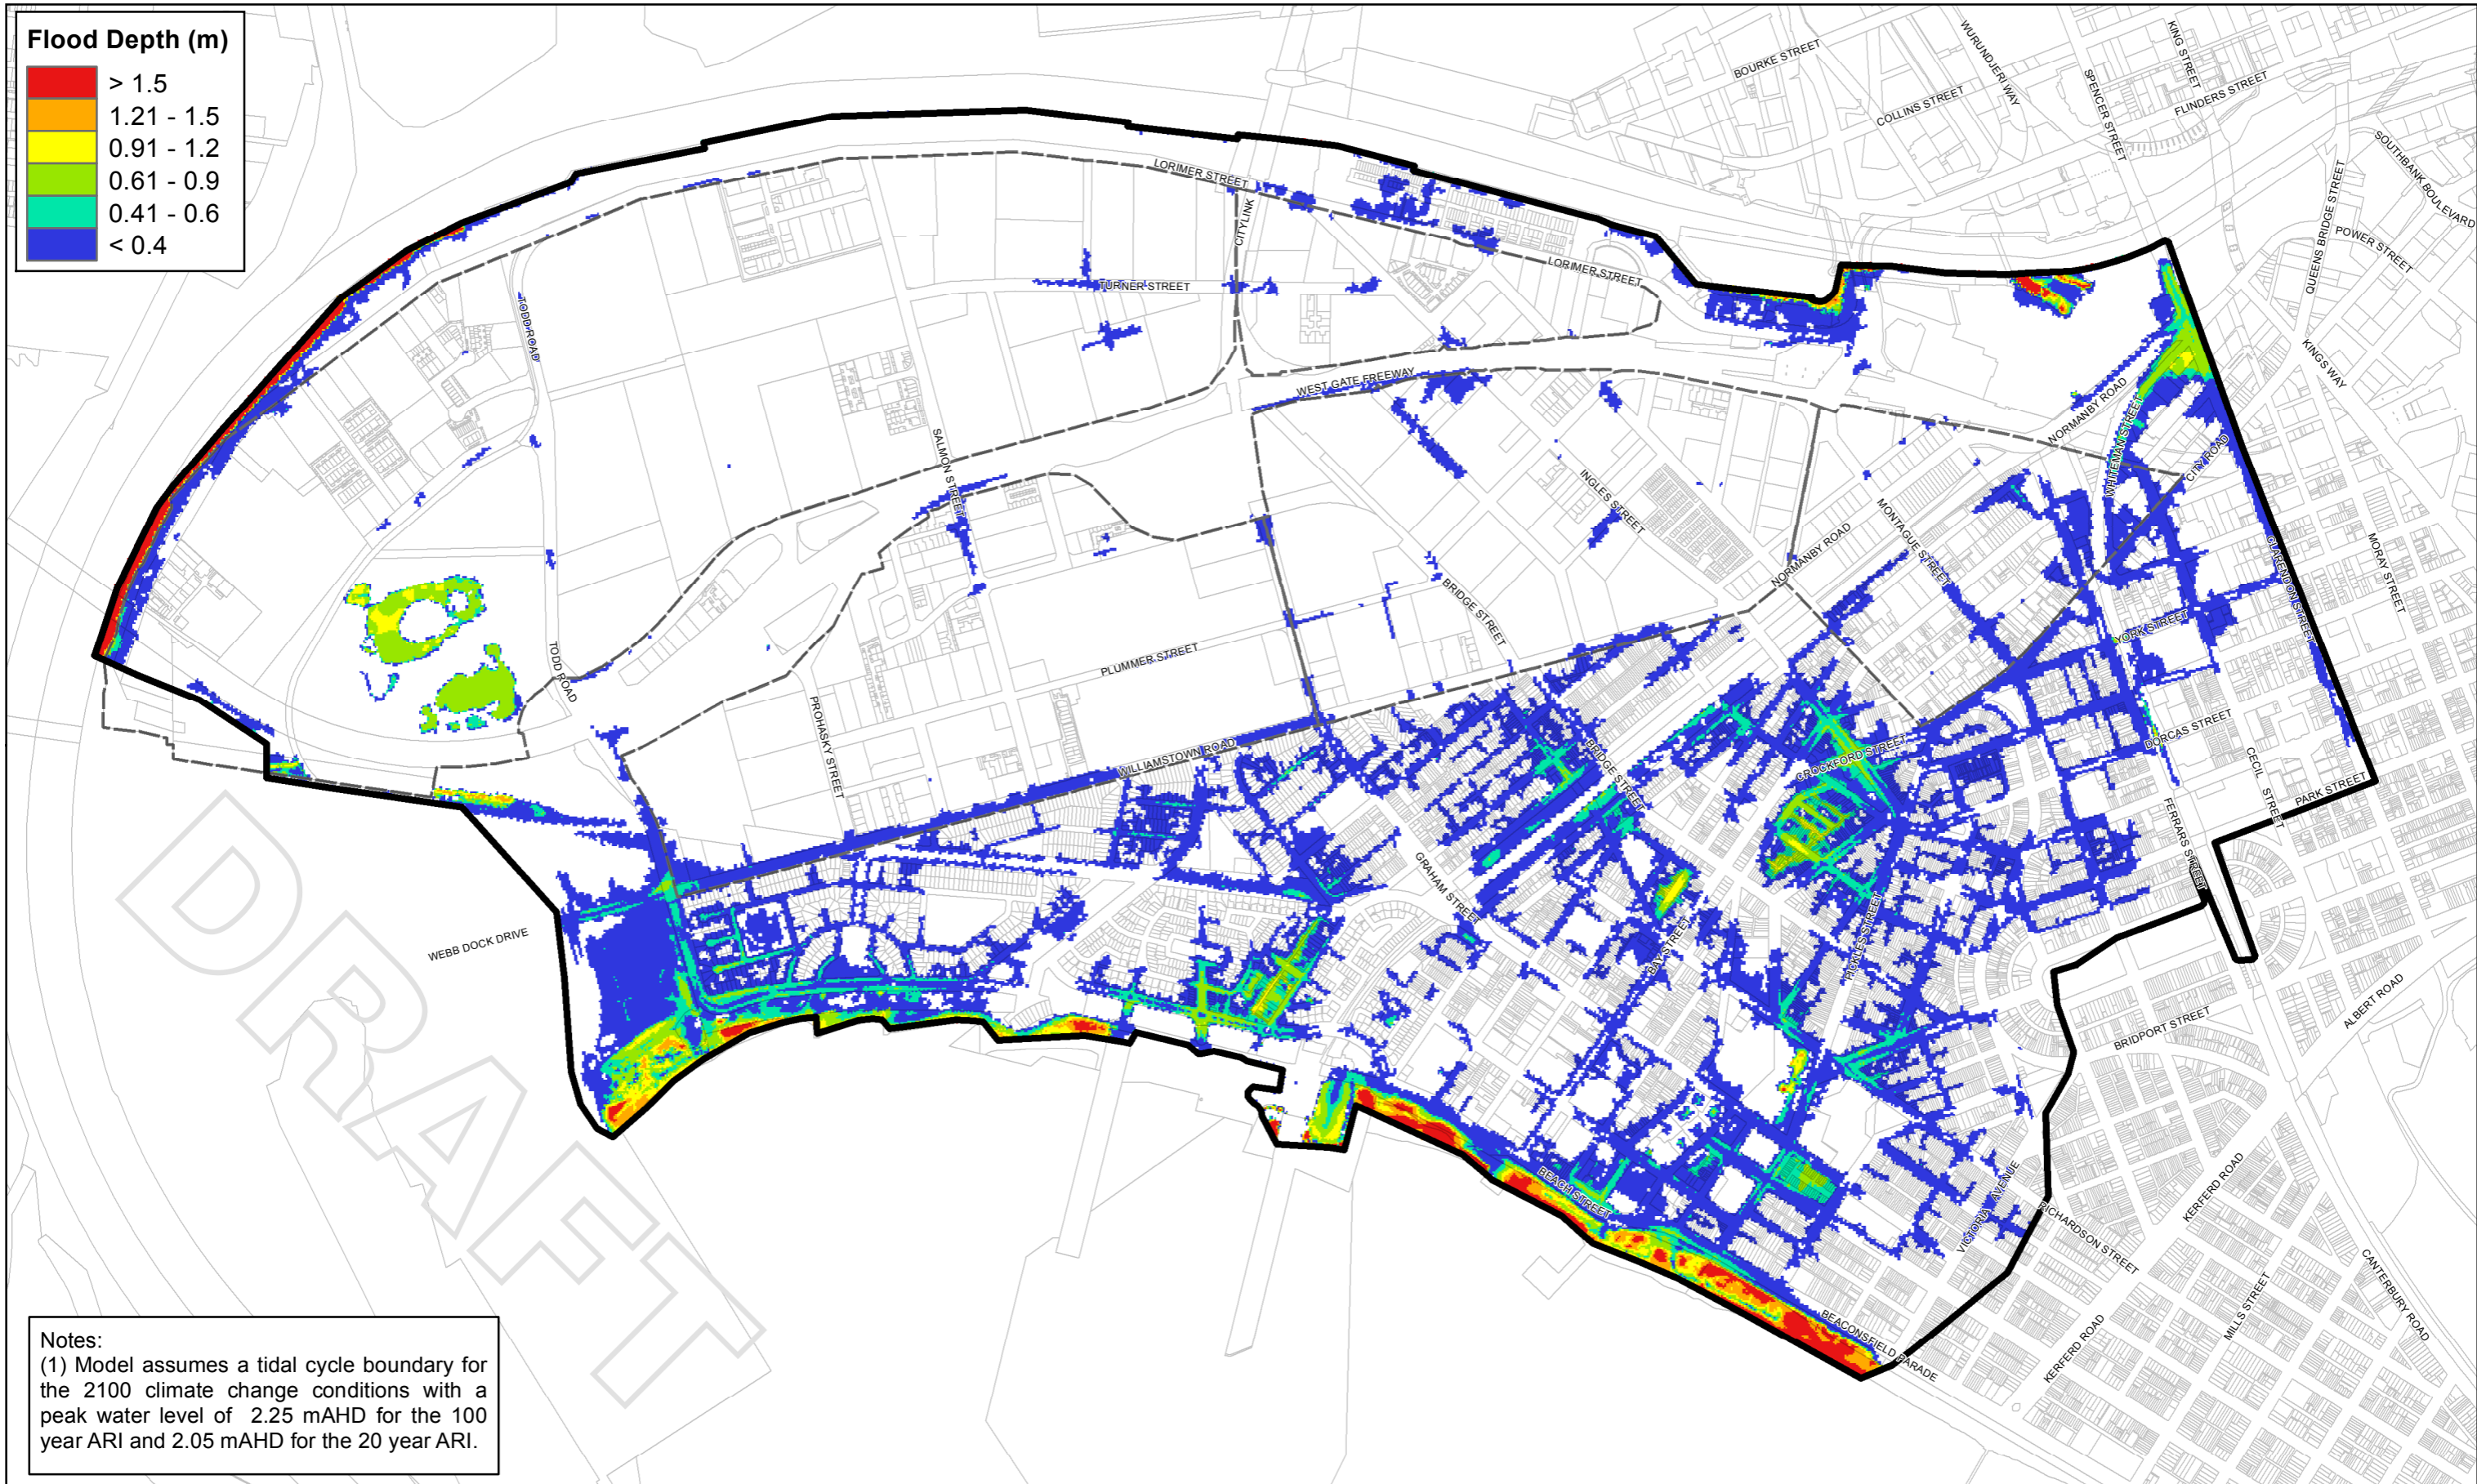 Flood Depth (m)
> 1.5
1.21 - 1.5
0.91 - 1.2
0.61 - 0.9
0.41 - 0.6
< 0.4
BOURKE STREET
WURUNDJERI WAY
KING STREET
SPENCER STREET
COLLINS STREET
FLINDERS STREET
SOUTHBANK BOULEVARD
QUEENS BRIDGE STREET
POWER STREET
KINGS WAY
LORIMER STREET
CITYLINK
LORIMER STREET
TURNER STREET
TODD ROAD
WEST GATE FREEWAY
SALMON STREET
NORMANBY ROAD
WHITEMAN STREET
CITY ROAD
INGLES STREET
MONTAGUE STREET
NORMANBY ROAD
CLARENDON STREET
MORAY STREET
BRIDGE STREET
YORK STREET
TODD ROAD
PLUMMER STREET
PROHASKY STREET
WILLIAMSTOWN ROAD
BRIDGE STREET
CROCKFORD STREET
DORCAS STREET
CECIL STREET
PARK STREET
FERRARS STREET
GRAHAM STREET
BAY STREET
PICKLES STREET
WEBB DOCK DRIVE
ALBERT ROAD
BRIDPORT STREET
BEACH STREET
VICTORIA AVENUE
RICHARDSON STREET
KERFERD ROAD
CANTERBURY ROAD
MILLS STREET
BEACONSFIELD PARADE
KERFERD ROAD
DRAFT
Notes:
(1) Model assumes a tidal cycle boundary for
the 2100 climate change conditions with a
peak water level of 2.25 mAHD for the 100
year ARI and 2.05 mAHD for the 20 year ARI.